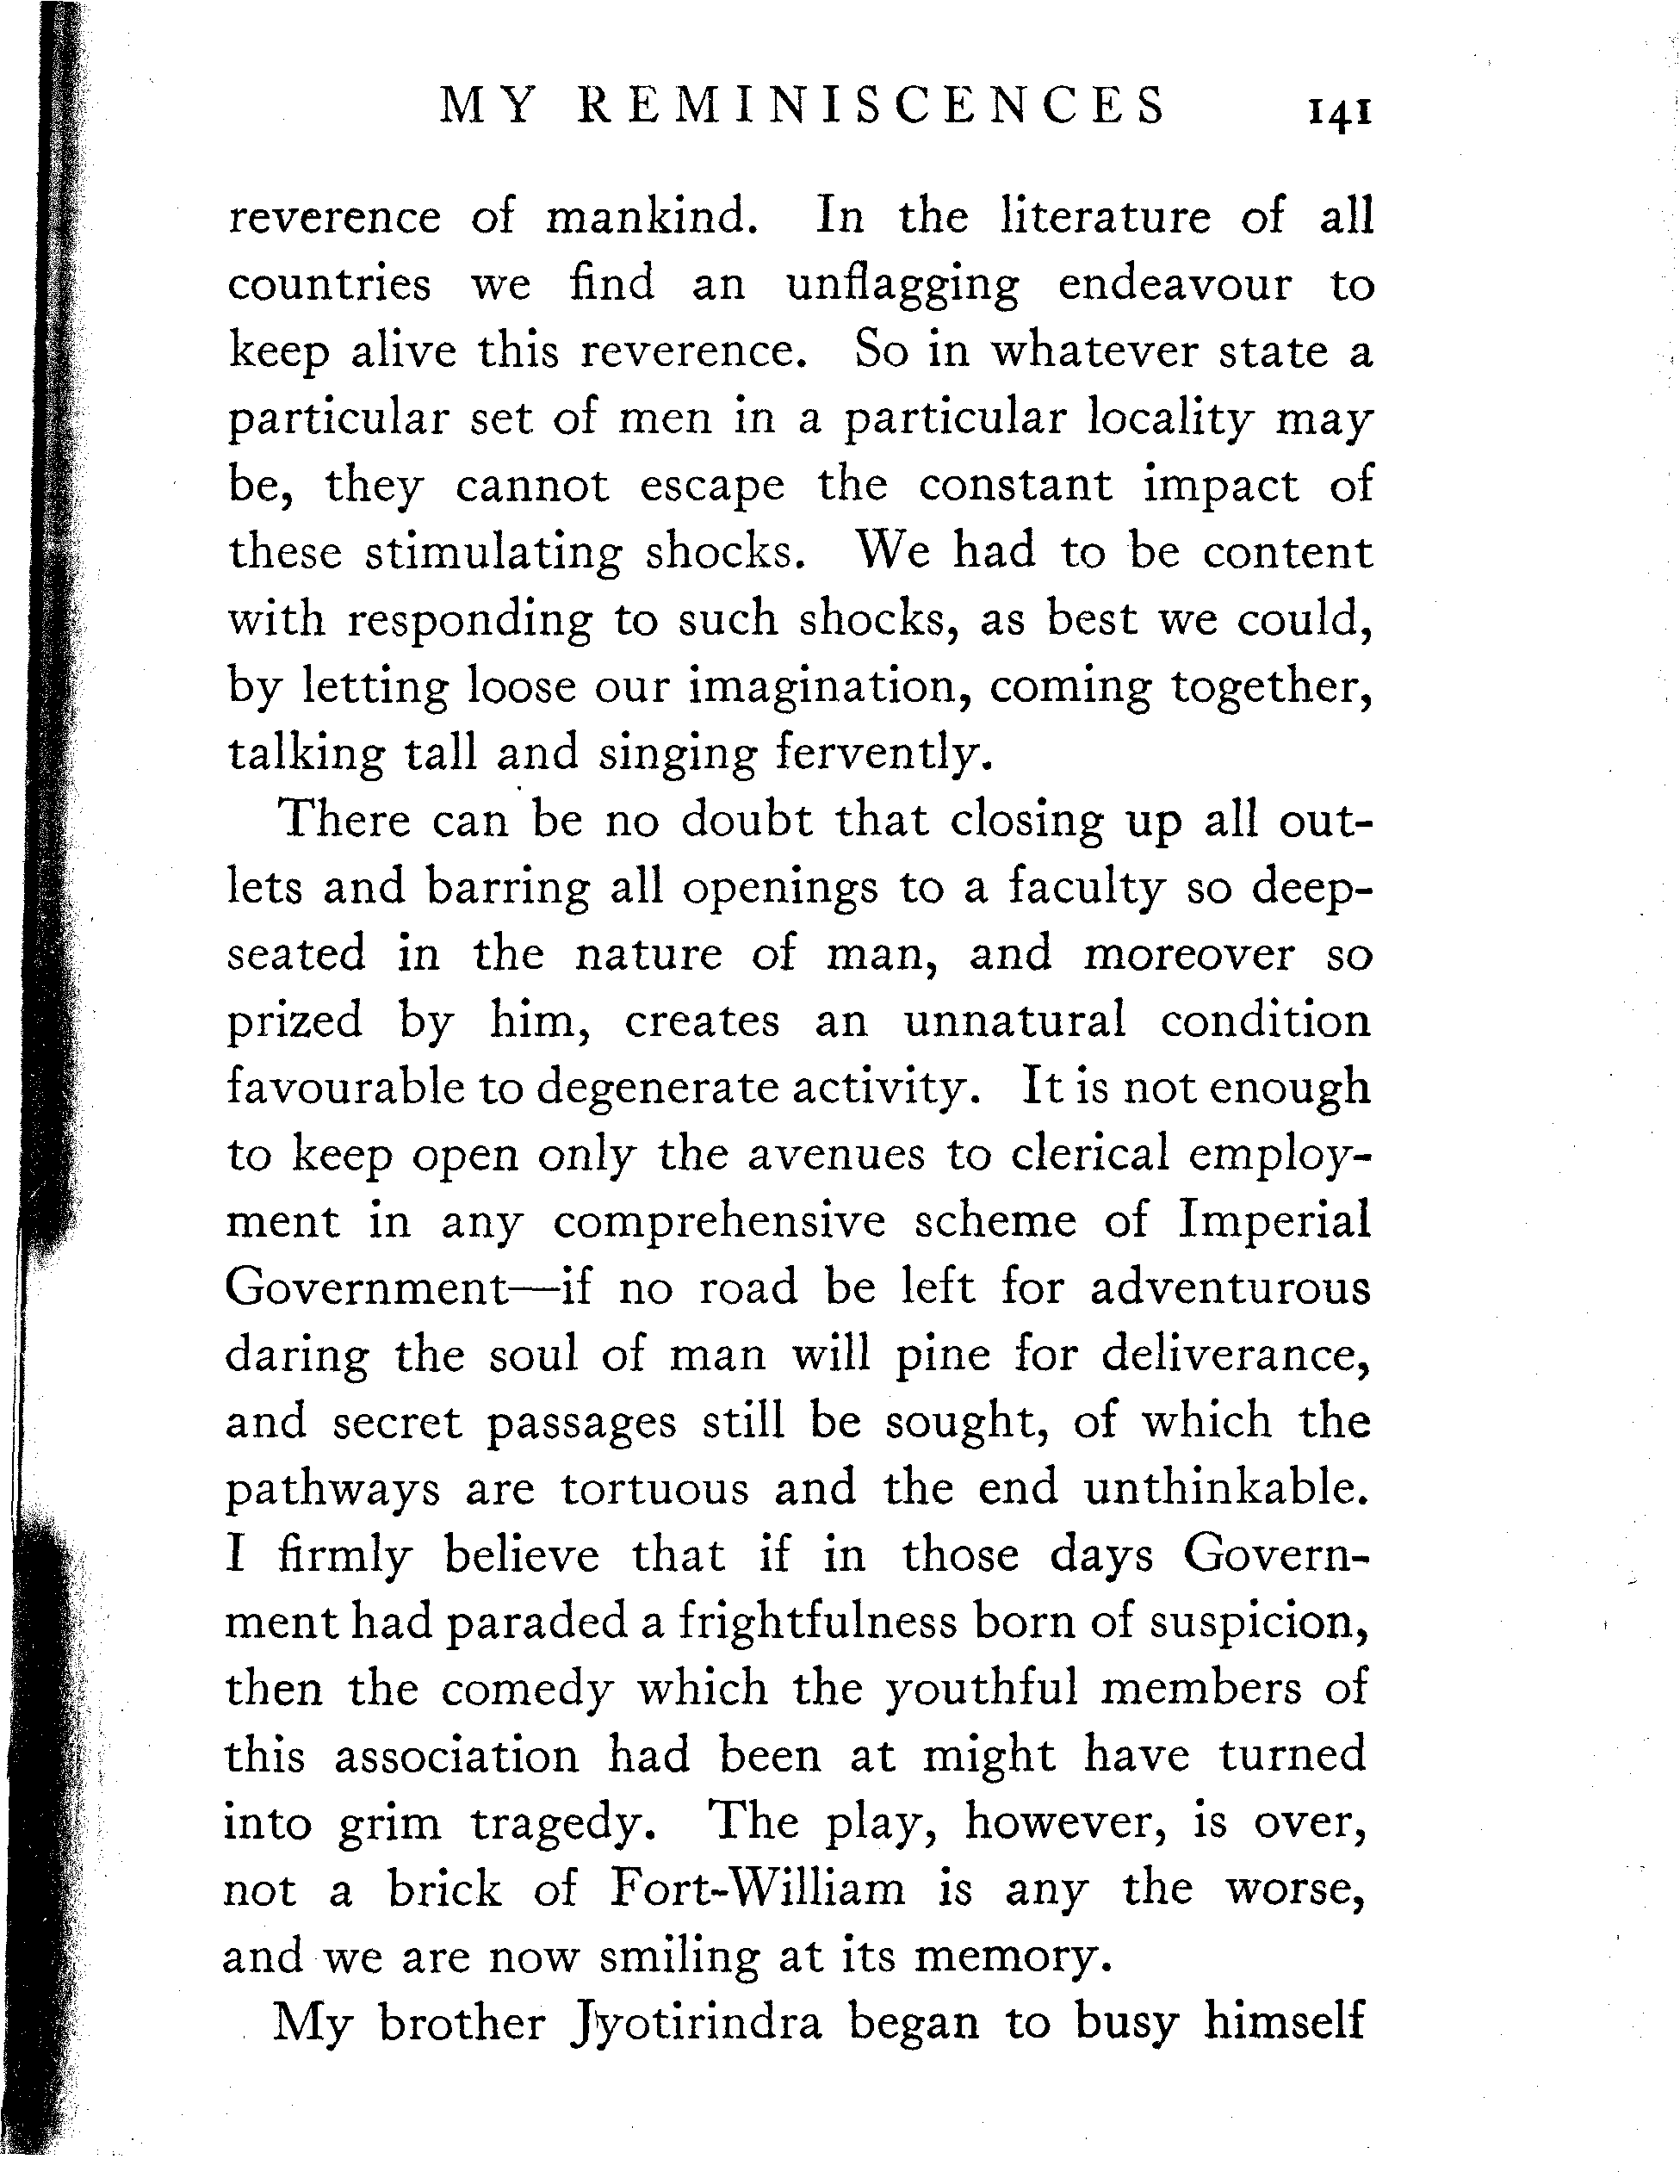 MY REMINISCENCES 141
reverence of mankind. In the literature of all
countries we find an unflagging endeavour to
keep alive this reverence. So in whatever state a
particular set of men in a particular locality may
be, they cannot escape the constant impact of
these stimulating shocks. We had to be content
with responding to such shocks, as best we could,
by letting loose our imagination, coming together,
talking tall and singing fervently.
There can be no doubt that closing up all out-
lets and barring all openings to a faculty so deep-
seated in the nature of man, and moreover so
prized by him, creates an unnatural condition
favourable to degenerate activity. It is not enough
to keep open only the avenues to clerical employ-
ment in any comprehensive scheme of Imperial
Government—if no road be left for adventurous
daring the soul of man will pine for deliverance,
and secret passages still be sought, of which the
pathways are tortuous and the end unthinkable.
I firmly believe that if in those days Govern-
ment had paraded a frightfulness born of suspicion,
then the comedy which the youthful members of
this association had been at might have turned
into grim tragedy. The play, however, is over,
not a brick of Fort-William is any the worse,
and we are now smiling at its memory.
My brother Jyotirindra began to busy himself